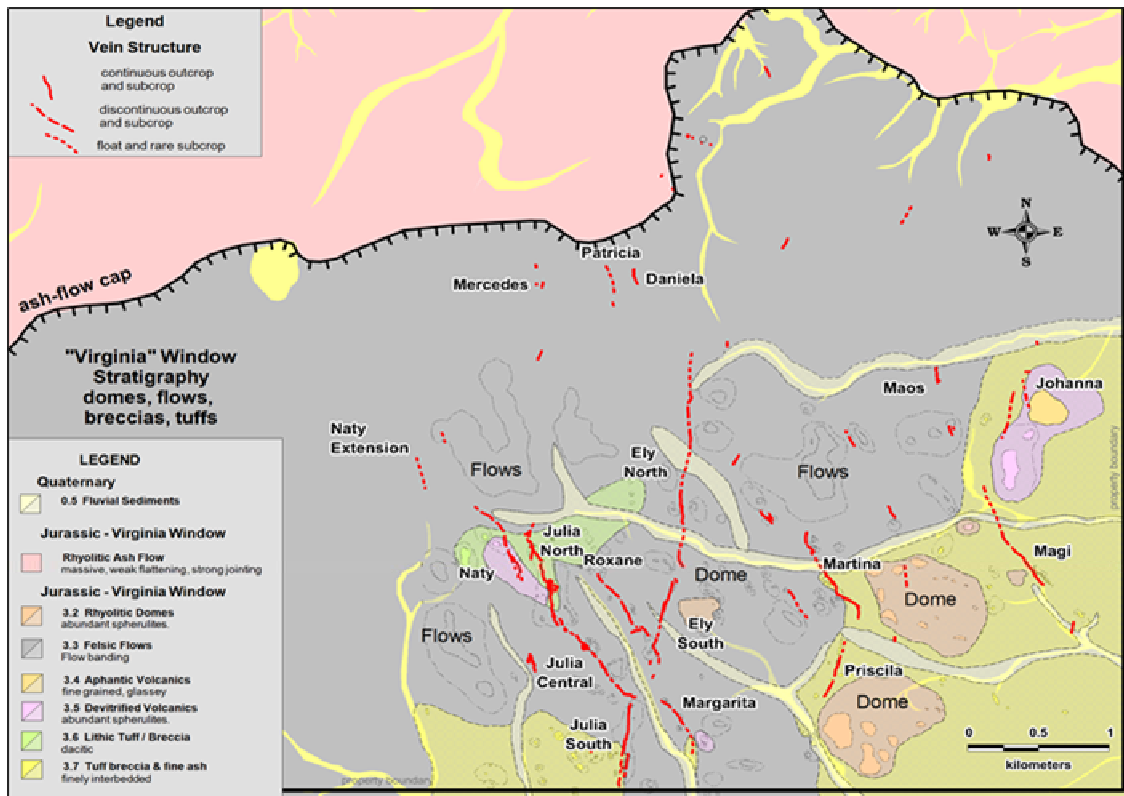 Legend
Vein Structure
continuous outcrop
and subcrop
discontinuous outcrop
and subcrop
float and rare subcrop
N
W
E
S
ash-flow cap
Patricia
Mercedes
Daniela
"Virginia" Window
Stratigraphy
domes, flows,
breccias, tuffs
Maos
Johanna
Naty
Extension
Flows
Ely
North
Flows
property boundary
LEGEND
Quaternary
0.5 Fluvial Sediments
Jurassic - Virginia Window
Rhyolitic Ash Flow
massive, weak flattening, strong jointing
Jurassic - Virginia Window
3.2 Rhyolitic Domes
abundant spherulites.
3.3 Felsic Flows
Flow banding
3.4 Aphantic Volcanics
fine grained, glassey
3.5 Devitrified Volcanics
abundant spherulites.
3.6 Lithic Tuff / Breccia
dacitic
3.7 Tuff breccia & fine ash
finely interbedded
Julia
North
Roxane
Naty
Dome
Martina
Magi
Dome
Flows
Ely
South
Julia
Central
Priscila
Margarita
Dome
Julia
South
property boundary
0
0.5
1
kilometers